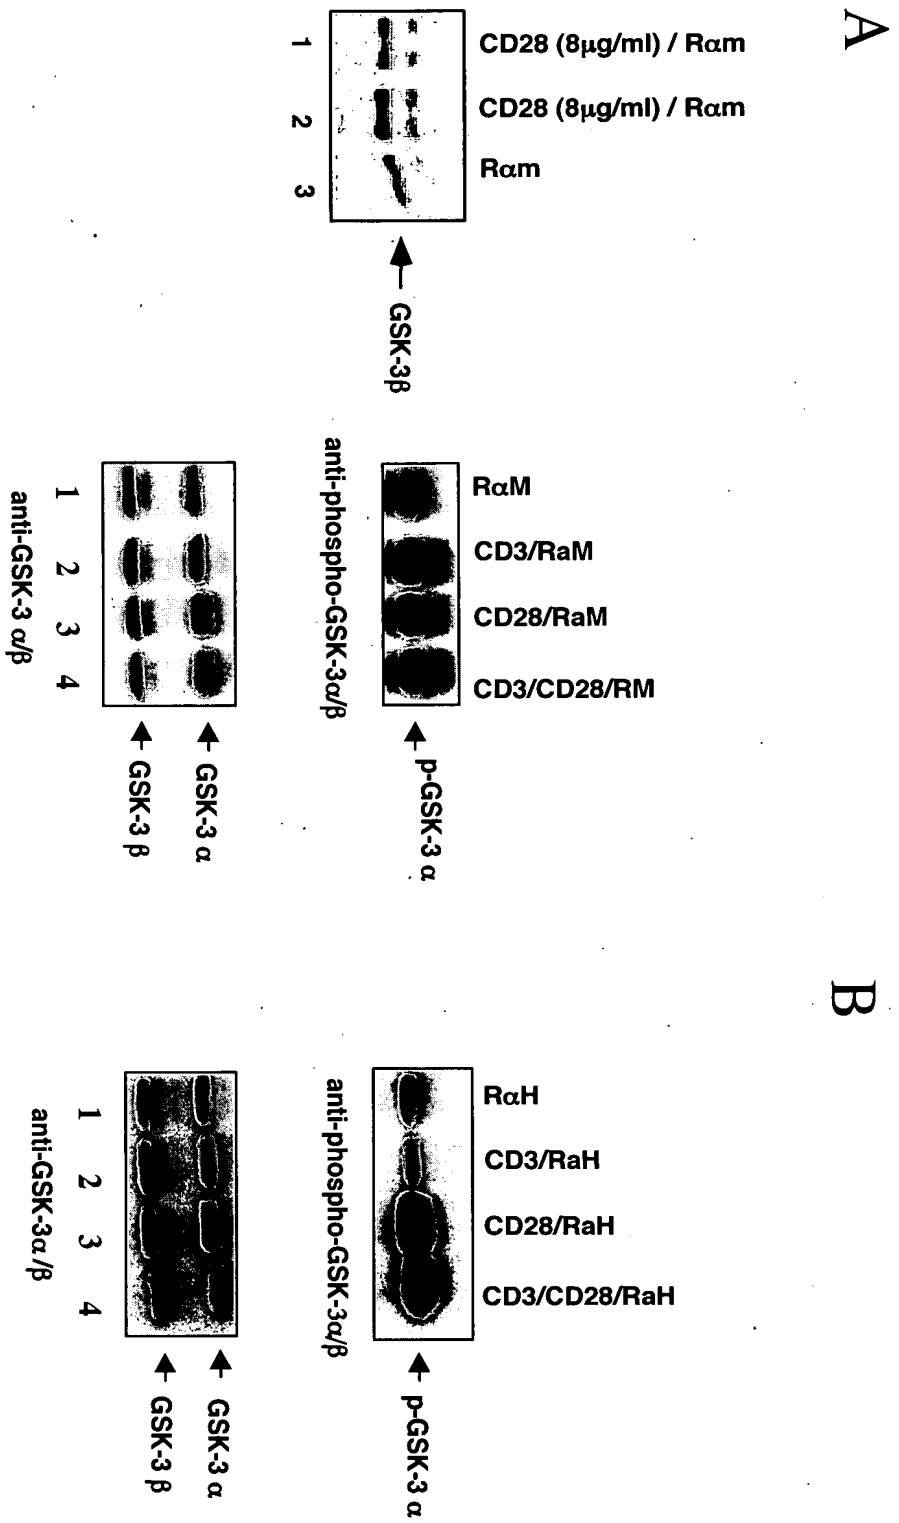 A
CD28 (8μg/ml) / Rαm
CD28 (8μg/ml) / Rαm
Rαm
1
2
3
GSK-3β
RαM
CD3/RaM
CD28/RaM
CD3/CD28/RM
p-GSK-3 α
anti-phospho-GSK-3α/β
GSK-3 α
GSK-3 β
1
2
3
4
anti-GSK-3 α/β
B
RαH
CD3/RaH
CD28/RaH
CD3/CD28/RaH
p-GSK-3 α
anti-phospho-GSK-3α/β
GSK-3 α
GSK-3 β
1
2
3
4
anti-GSK-3α/β